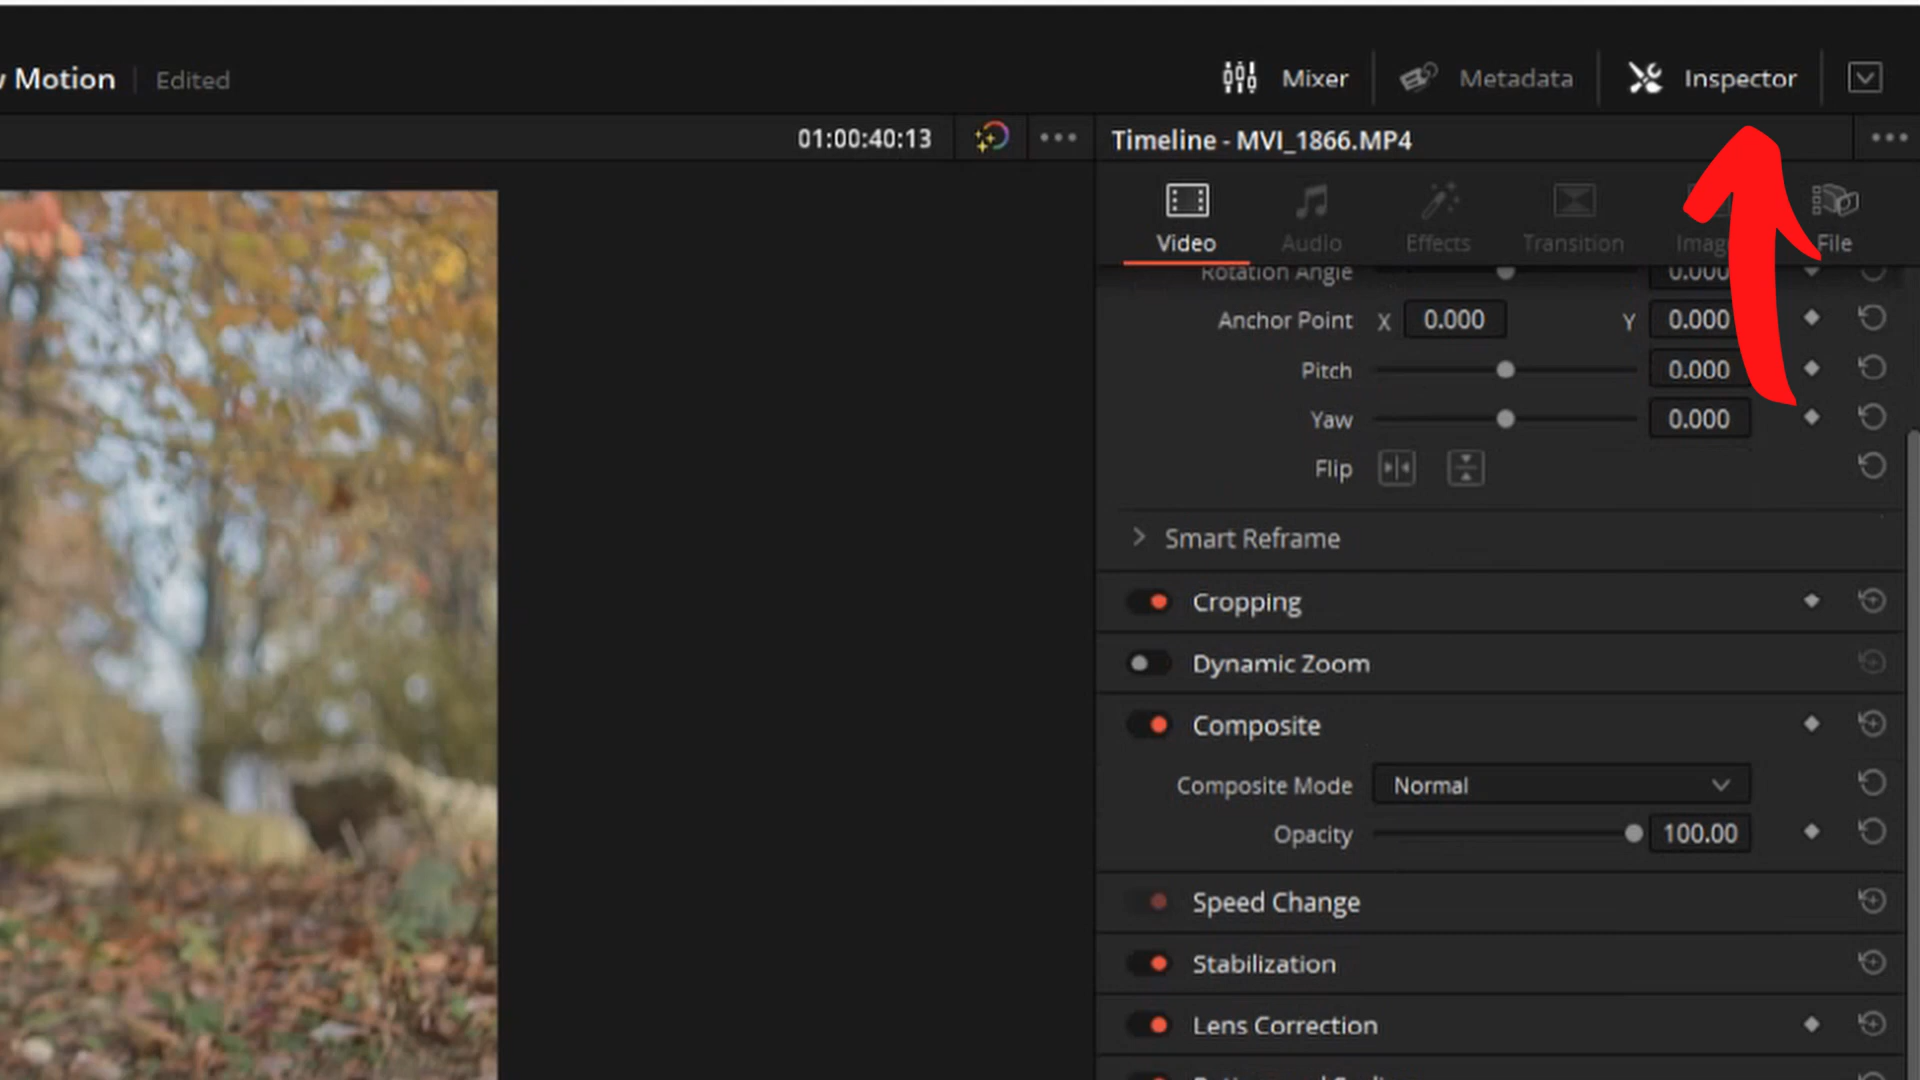 Motion | Edited
Mixer
Metadata
Inspector
01:00:40:13
Timeline - MVI_1866.MP4
Video
Audio
Effects
Transition
File
Rotation Angle 0.000
Anchor Point X 0.000 Y 0.000
Pitch 0.000
Yaw 0.000
Flip
Smart Reframe
Cropping
Dynamic Zoom
Composite
Composite Mode Normal
Opacity 100.00
Speed Change
Stabilization
Lens Correction